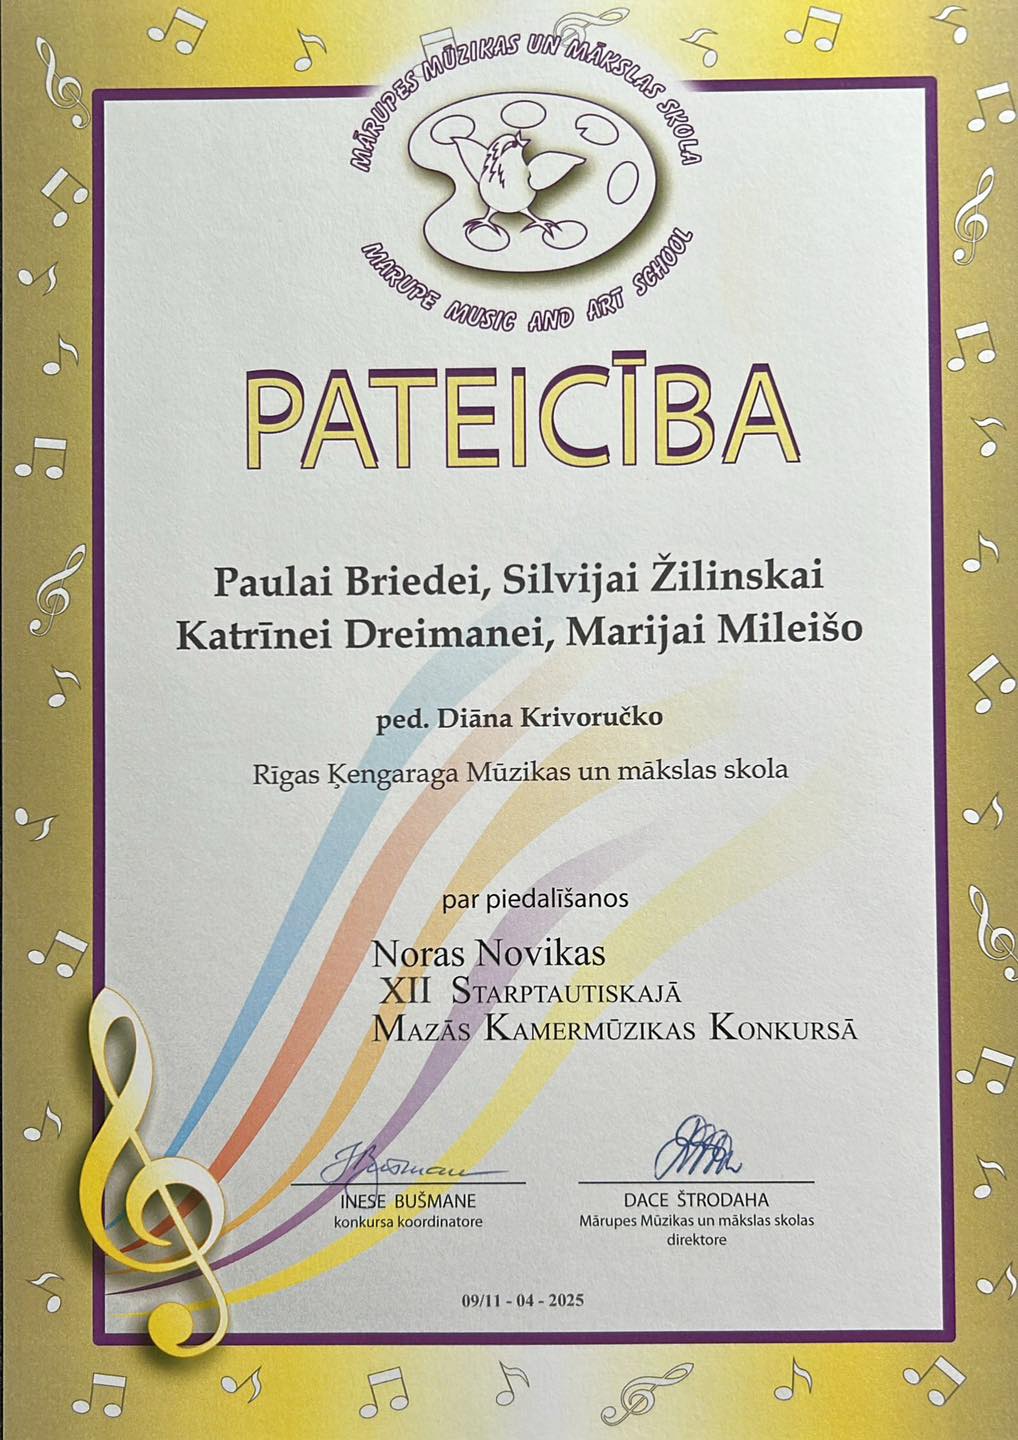 MĀRUPES MŪZIKAS UN MĀKSLAS SKOLA
MARUPE MUSIC AND ART SCHOOL
PATEICĪBA
Paulai Briedei, Silvijai Žilinskai
Katrīnei Dreimanei, Marijai Mileišo
ped. Diāna Krivoručko
Rīgas Ķengaraga Mūzikas un mākslas skola
par piedalīšanos
Noras Novikas
XII Starptautiskajā
Mazās Kamermūzikas Konkursā
INESE BUŠMANE
konkursa koordinatore
DACE ŠTRODAHA
Mārupes Mūzikas un mākslas skolas
direktore
09/11 - 04 - 2025